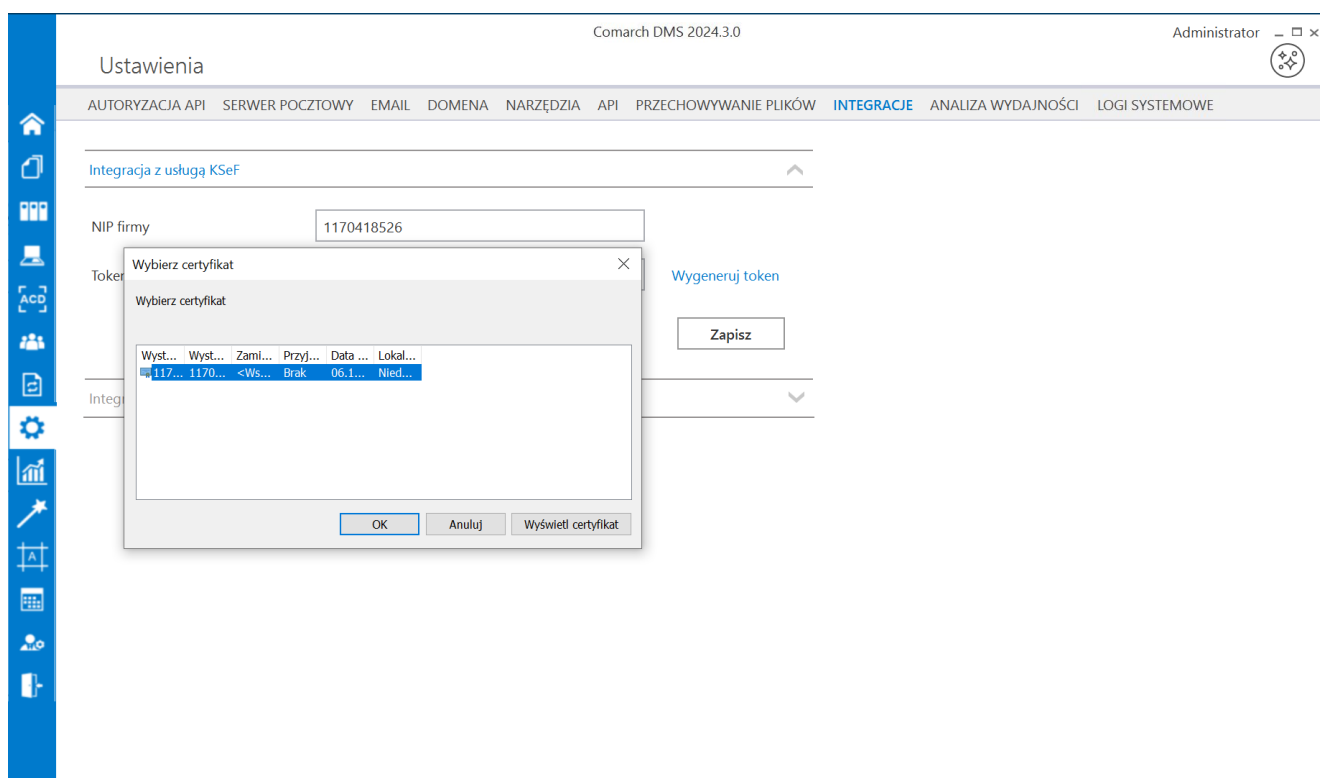 Comarch DMS 2024.3.0
Administrator
Ustawienia
AUTORYZACJA API SERWER POCZTOWY EMAIL DOMENA NARZĘDZIA API PRZECHOWYWANIE PLIKÓW INTEGRACJE ANALIZA WYDAJNOŚCI LOGI SYSTEMOWE
Integracja z usługą KSeF
NIP firmy 1170418526
Token Wygeneruj token
Wybierz certyfikat
Wybierz certyfikat
Zapisz
Wyst... Wyst... Zami... Przyj... Data ... Lokal...
117... 1170... <Ws... Brak 06.1... Nied...
Integ
OK Anuluj Wyświetl certyfikat
ACD
A